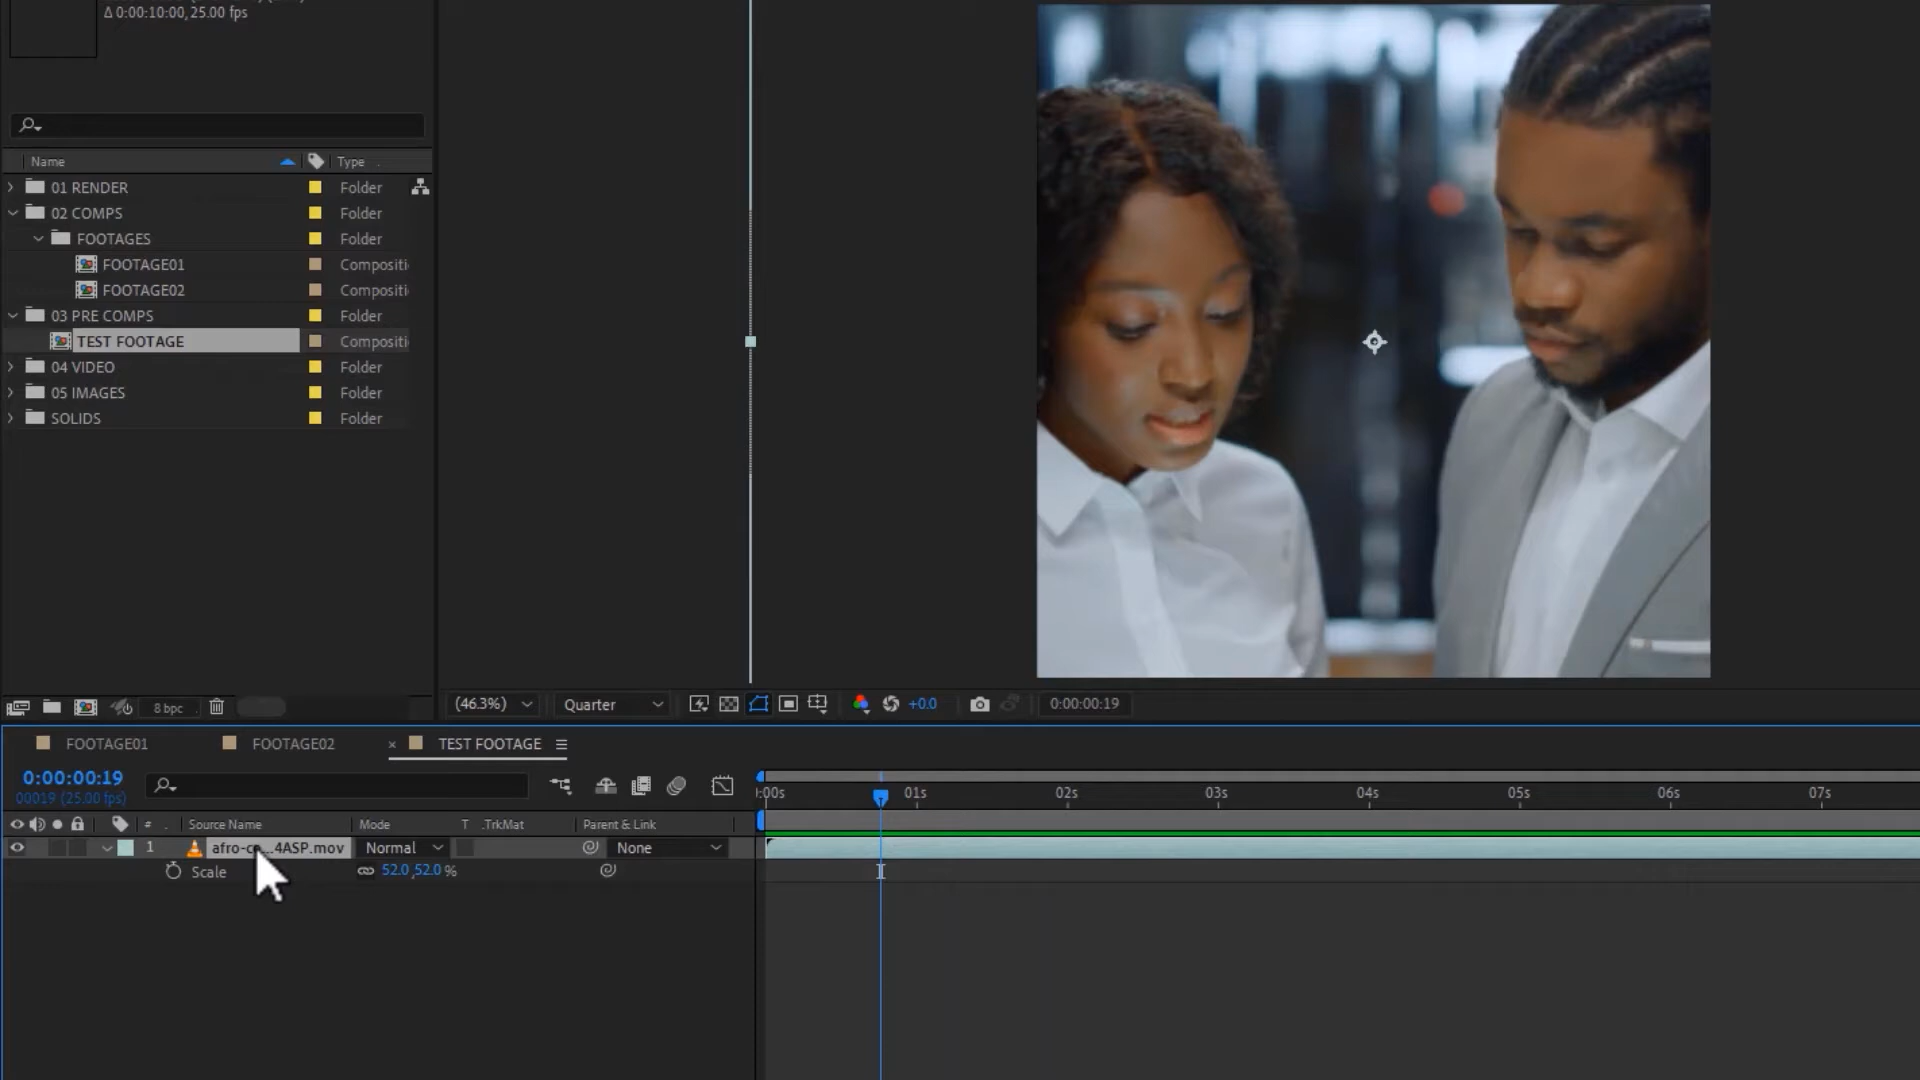 Δ 0:00:10:00, 25.00 fps
Name Type
01 RENDER Folder
02 COMPS Folder
FOOTAGES Folder
FOOTAGE01 Compositi
FOOTAGE02 Compositi
03 PRE COMPS Folder
TEST FOOTAGE Compositi
04 VIDEO Folder
05 IMAGES Folder
SOLIDS Folder
8 bpc
(46.3%) Quarter +0.0 0:00:00:19
FOOTAGE01 FOOTAGE02 × TEST FOOTAGE
0:00:00:19
00019 (25.00 fps)
:00s 01s 02s 03s 04s 05s 06s 07s
# Source Name Mode T .TrkMat Parent & Link
1 afro-c...4ASP.mov Normal None
Scale 52.0,52.0%